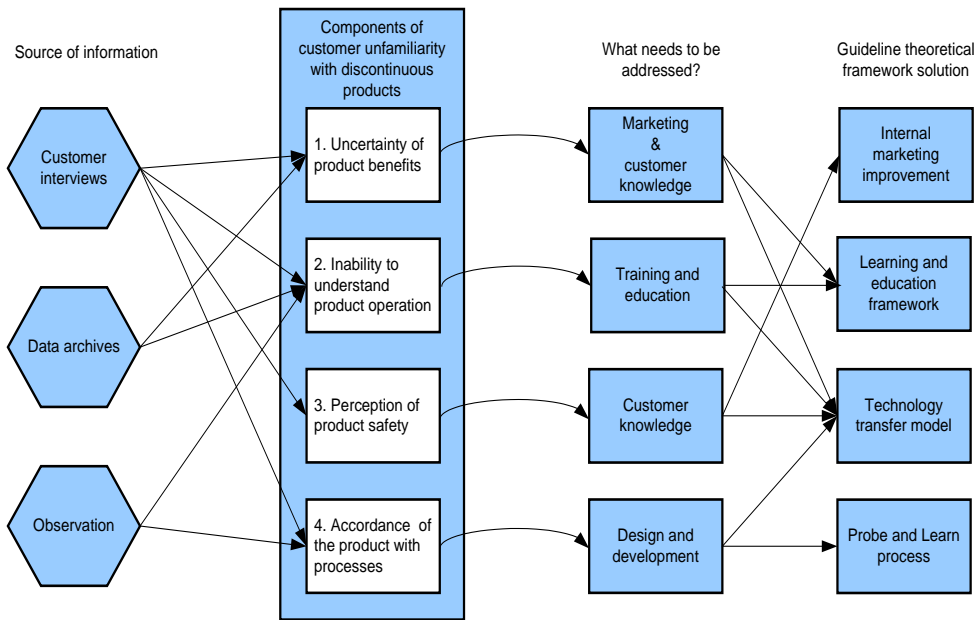 Source of information
Customer
interviews
Data archives
Observation
Components of
customer unfamiliarity
with discontinuous
products
1. Uncertainty of
product benefits
2. Inability to
understand
product operation
3. Perception of
product safety
4. Accordance of
the product with
processes
What needs to be
addressed?
Marketing
&
customer
knowledge
Training and
education
Customer
knowledge
Design and
development
Guideline theoretical
framework solution
Internal
marketing
improvement
Learning and
education
framework
Technology
transfer model
Probe and Learn
process